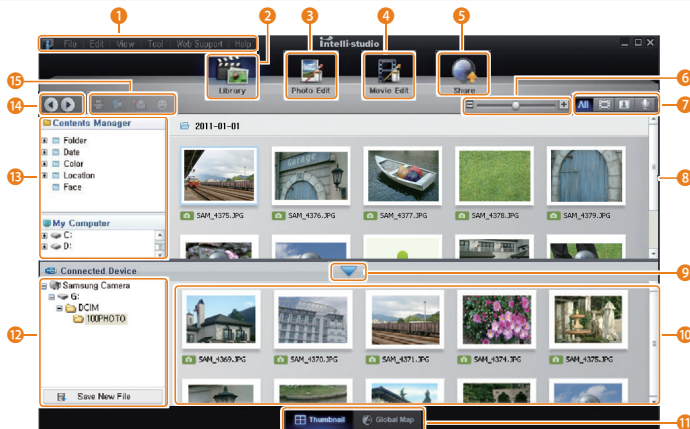 1 2 3 4 5
File Edit View Tool Web Support Help
intelli-studio
Library
Photo Edit
Movie Edit
Share
15
6
14
All
7
Contents Manager
Folder
Date
Color
Location
Face
13
2011-01-01
SAM_4375.JPG SAM_4376.JPG SAM_4377.JPG SAM_4378.JPG SAM_4379.JPG
8
My Computer
C:
D:
Connected Device
9
Samsung Camera
G:
DCIM
100PHOTO
12
SAM_4369.JPG SAM_4370.JPG SAM_4371.JPG SAM_4374.JPG SAM_4375.JPG
10
Save New File
Thumbnail
Global Map
11